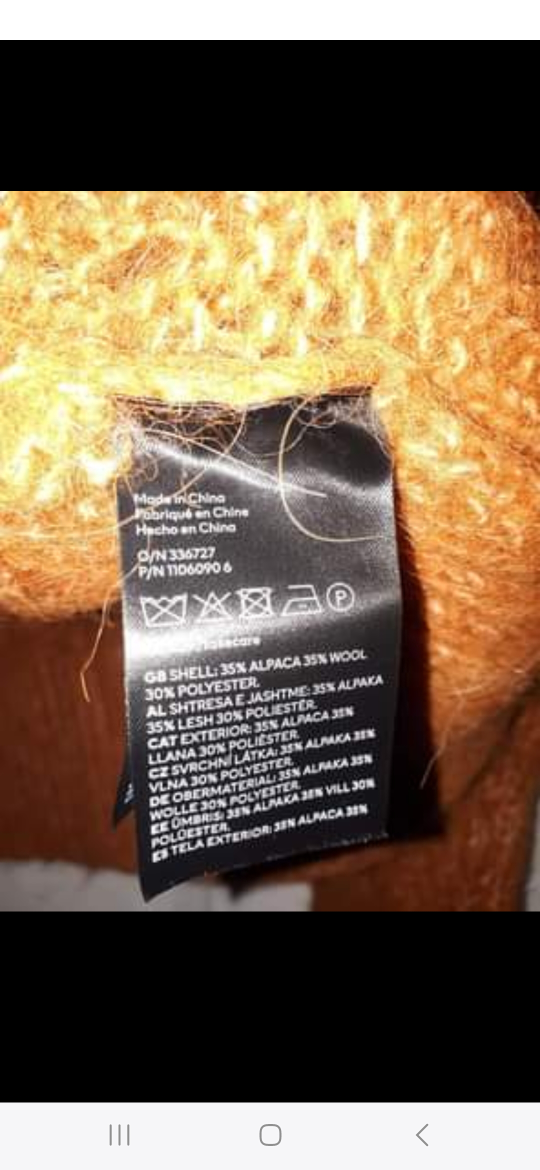 Made in China
Fabriqué en Chine
Hecho en China
O/N 336727
P/N 1106090 6
P
GB SHELL: 35% ALPACA 35% WOOL
30% POLYESTER.
AL SHTRESA E JASHTME: 35% ALPAKA
35% LESH 30% POLIESTËR.
CAT EXTERIOR: 35% ALPACA 35%
LLANA 30% POLIÈSTER.
CZ SVRCHNÍ LÁTKA: 35% ALPAKA 35%
VLNA 30% POLYESTER.
DE OBERMATERIAL: 35% ALPAKA 35%
WOLLE 30% POLYESTER.
EE ÜMBRIS: 35% ALPAKA 35% VILL 30%
POLÜESTER.
ES TELA EXTERIOR: 35% ALPACA 35%